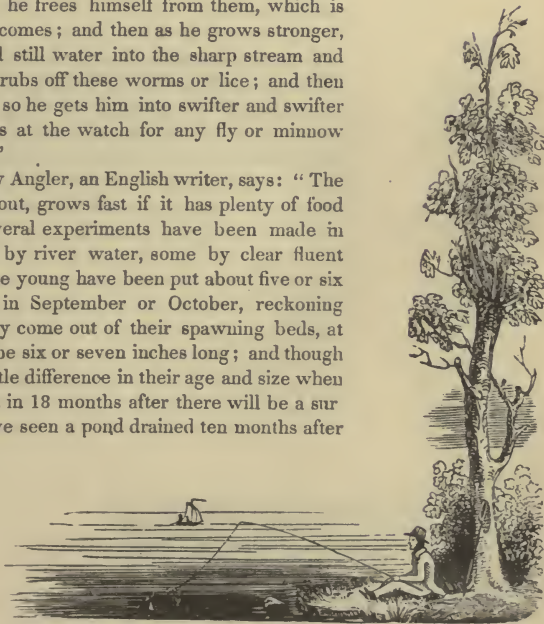 he frees himself from them, which is
comes; and then as he grows stronger,
l still water into the sharp stream and
rubs off these worms or lice; and then
so he gets him into swifter and swifter
s at the watch for any fly or minnow
”
y Angler, an English writer, says: “ The
out, grows fast if it has plenty of food
veral experiments have been made in
by river water, some by clear fluent
e young have been put about five or six
in September or October, reckoning
y come out of their spawning beds, at
be six or seven inches long; and though
tle difference in their age and size when
in 18 months after there will be a sur
ve seen a pond drained ten months after